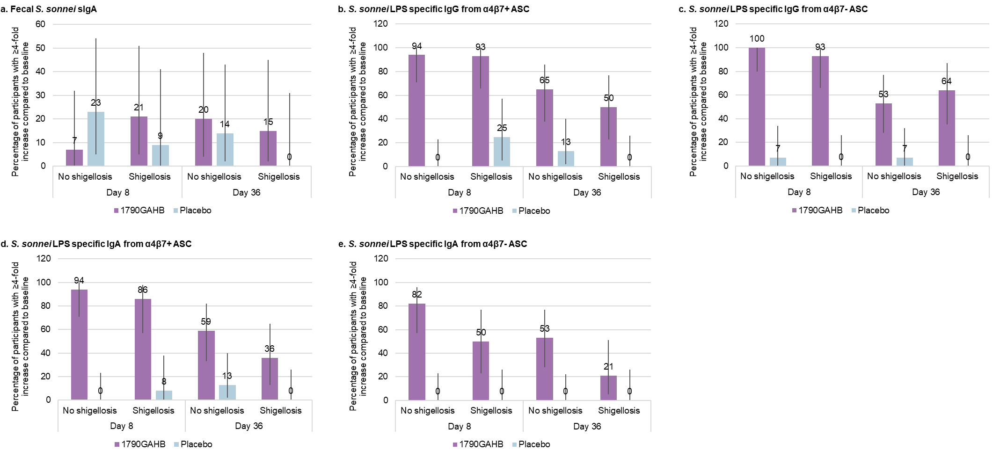 a. Fecal S. sonnei sIgA
Percentage of participants with ≥4-fold
increase compared to baseline
60
50
40
30
20
10
0
7
23
21
9
20
14
15
0
No shigellosis
Shigellosis
No shigellosis
Shigellosis
Day 8
Day 36
1790GAHB
Placebo
b. S. sonnei LPS specific IgG from α4β7+ ASC
Percentage of participants with ≥4-fold
increase compared to baseline
120
100
80
60
40
20
0
94
0
93
25
65
13
50
0
No shigellosis
Shigellosis
No shigellosis
Shigellosis
Day 8
Day 36
1790GAHB
Placebo
c. S. sonnei LPS specific IgG from α4β7- ASC
Percentage of participants with ≥4-fold
increase compared to baseline
120
100
80
60
40
20
0
100
7
93
0
53
7
64
0
No shigellosis
Shigellosis
No shigellosis
Shigellosis
Day 8
Day 36
1790GAHB
Placebo
d. S. sonnei LPS specific IgA from α4β7+ ASC
Percentage of participants with ≥4-fold
increase compared to baseline
120
100
80
60
40
20
0
94
0
86
8
59
13
36
0
No shigellosis
Shigellosis
No shigellosis
Shigellosis
Day 8
Day 36
1790GAHB
Placebo
e. S. sonnei LPS specific IgA from α4β7- ASC
Percentage of participants with ≥4-fold
increase compared to baseline
120
100
80
60
40
20
0
82
0
50
0
53
0
21
0
No shigellosis
Shigellosis
No shigellosis
Shigellosis
Day 8
Day 36
1790GAHB
Placebo